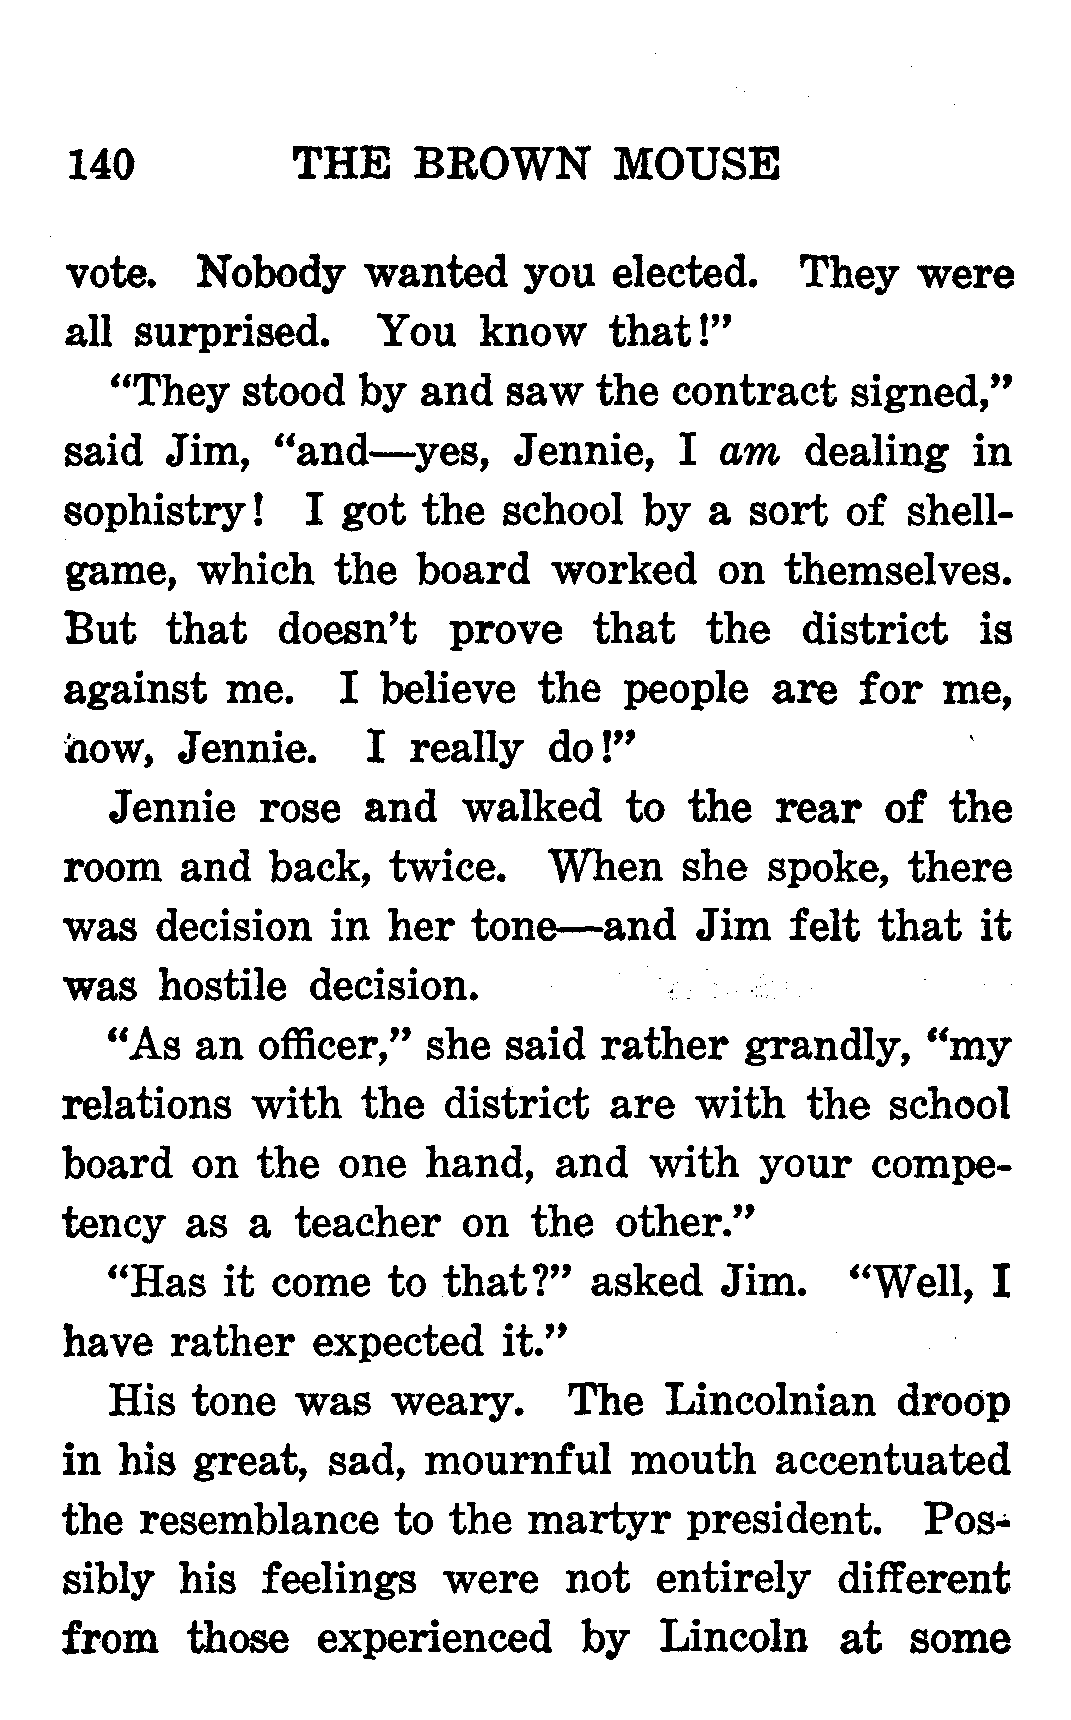 140 THE BROWN MOUSE
vote. Nobody wanted you elected. They were
all surprised. You know that!"
"They stood by and saw the contract signed,"
said Jim, "and—yes, Jennie, I am dealing in
sophistry! I got the school by a sort of shell-
game, which the board worked on themselves.
But that doesn't prove that the district is
against me. I believe the people are for me,
now, Jennie. I really do!"
Jennie rose and walked to the rear of the
room and back, twice. When she spoke, there
was decision in her tone—and Jim felt that it
was hostile decision.
"As an officer," she said rather grandly, "my
relations with the district are with the school
board on the one hand, and with your compe-
tency as a teacher on the other."
"Has it come to that?" asked Jim. "Well, I
have rather expected it."
His tone was weary. The Lincolnian droop
in his great, sad, mournful mouth accentuated
the resemblance to the martyr president. Pos-
sibly his feelings were not entirely different
from those experienced by Lincoln at some